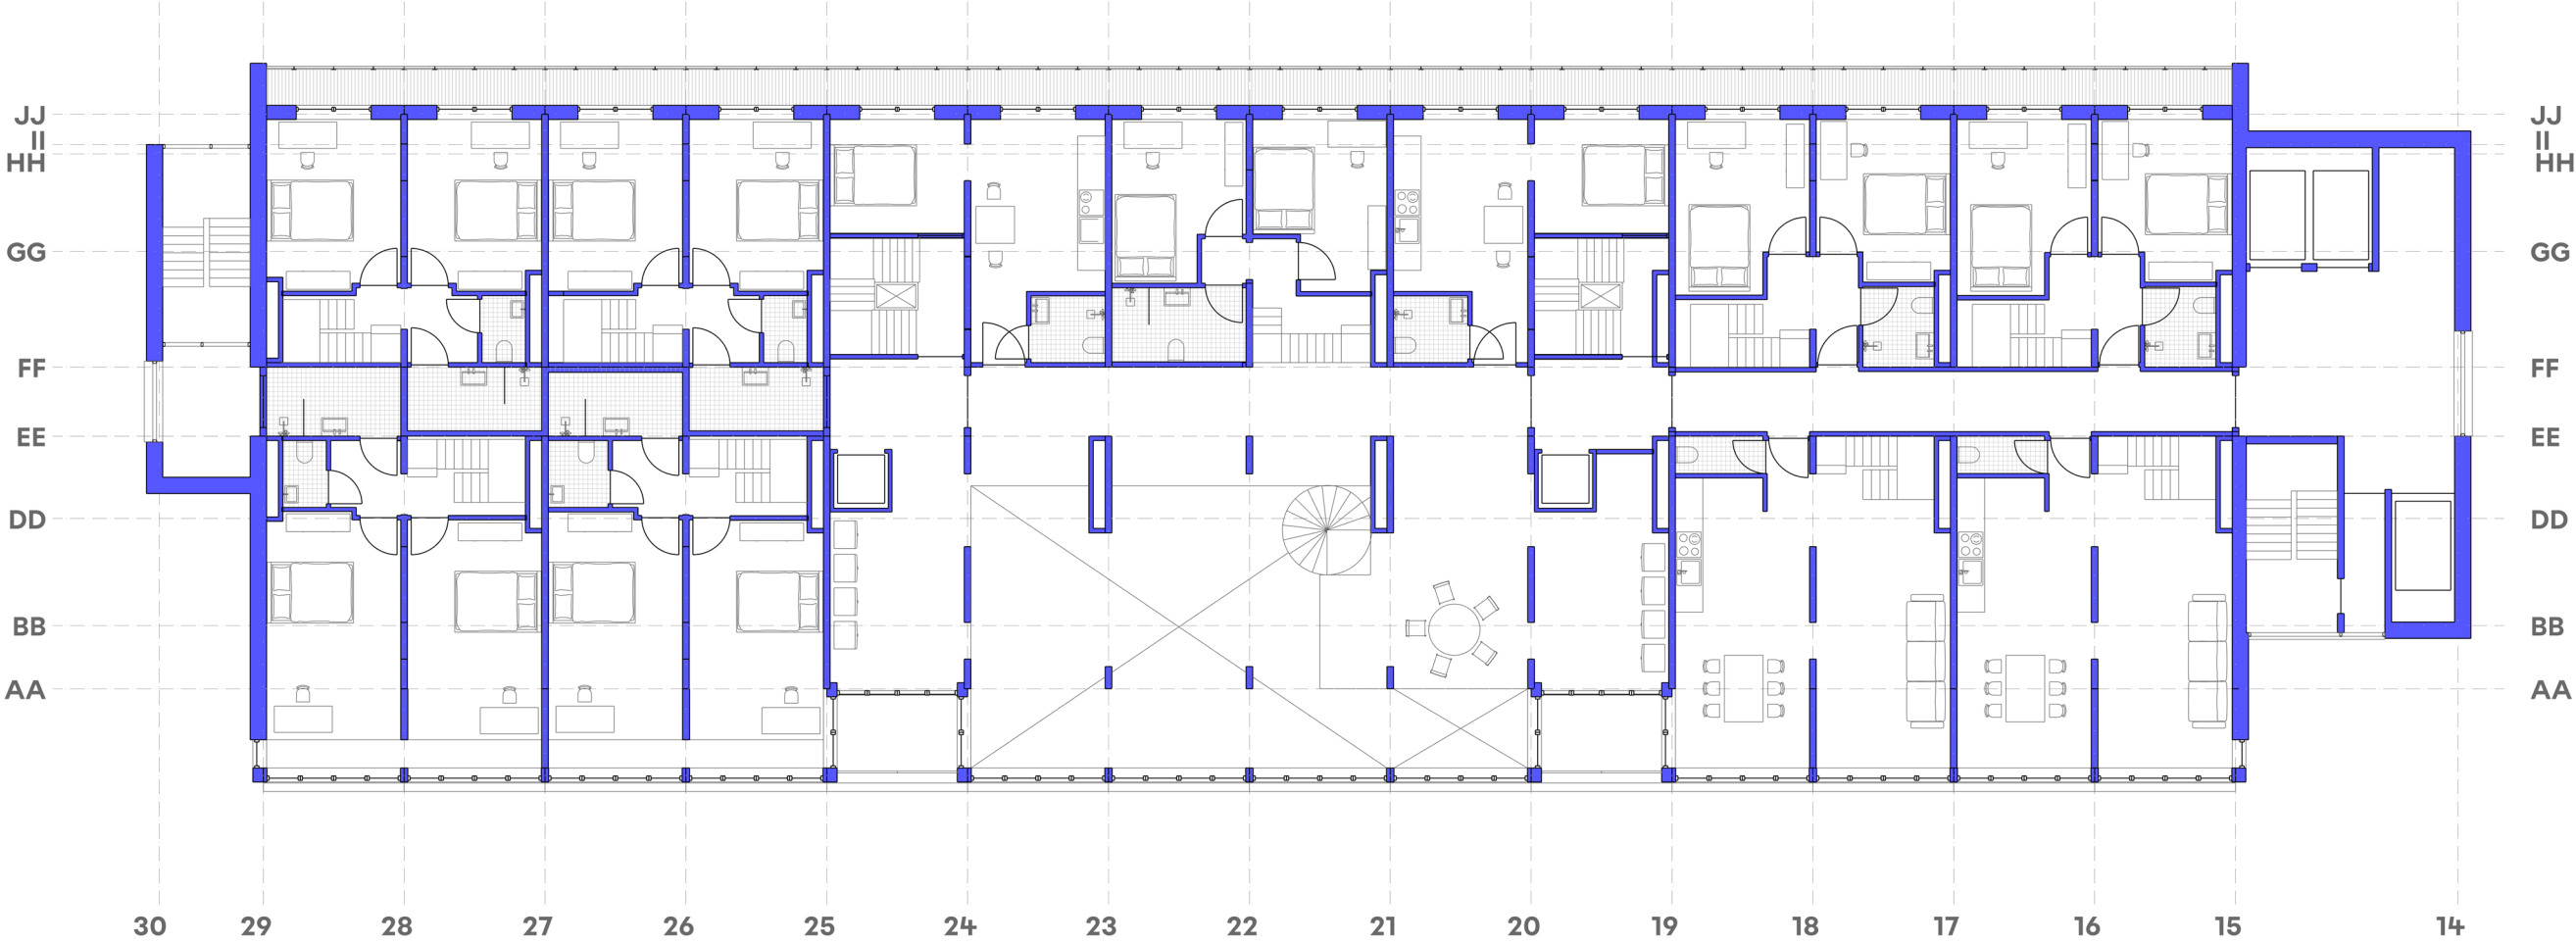 JJ JJ
II II
HH HH
GG GG
FF FF
EE EE
DD DD
BB BB
AA AA
30 29 28 27 26 25 24 23 22 21 20 19 18 17 16 15 14